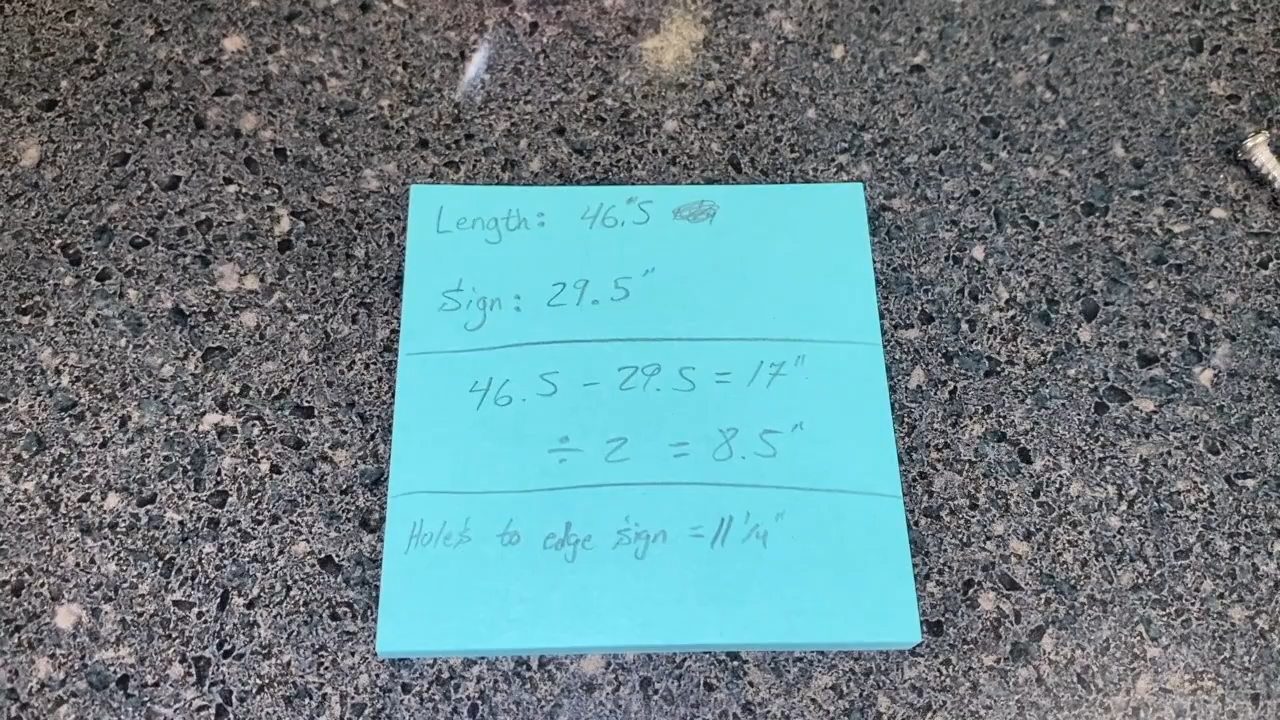 Length: 46."5
Sign: 29.5"
46.5 - 29.5 = 17"
÷ 2 = 8.5"
Holes to edge sign = 11 1/4"